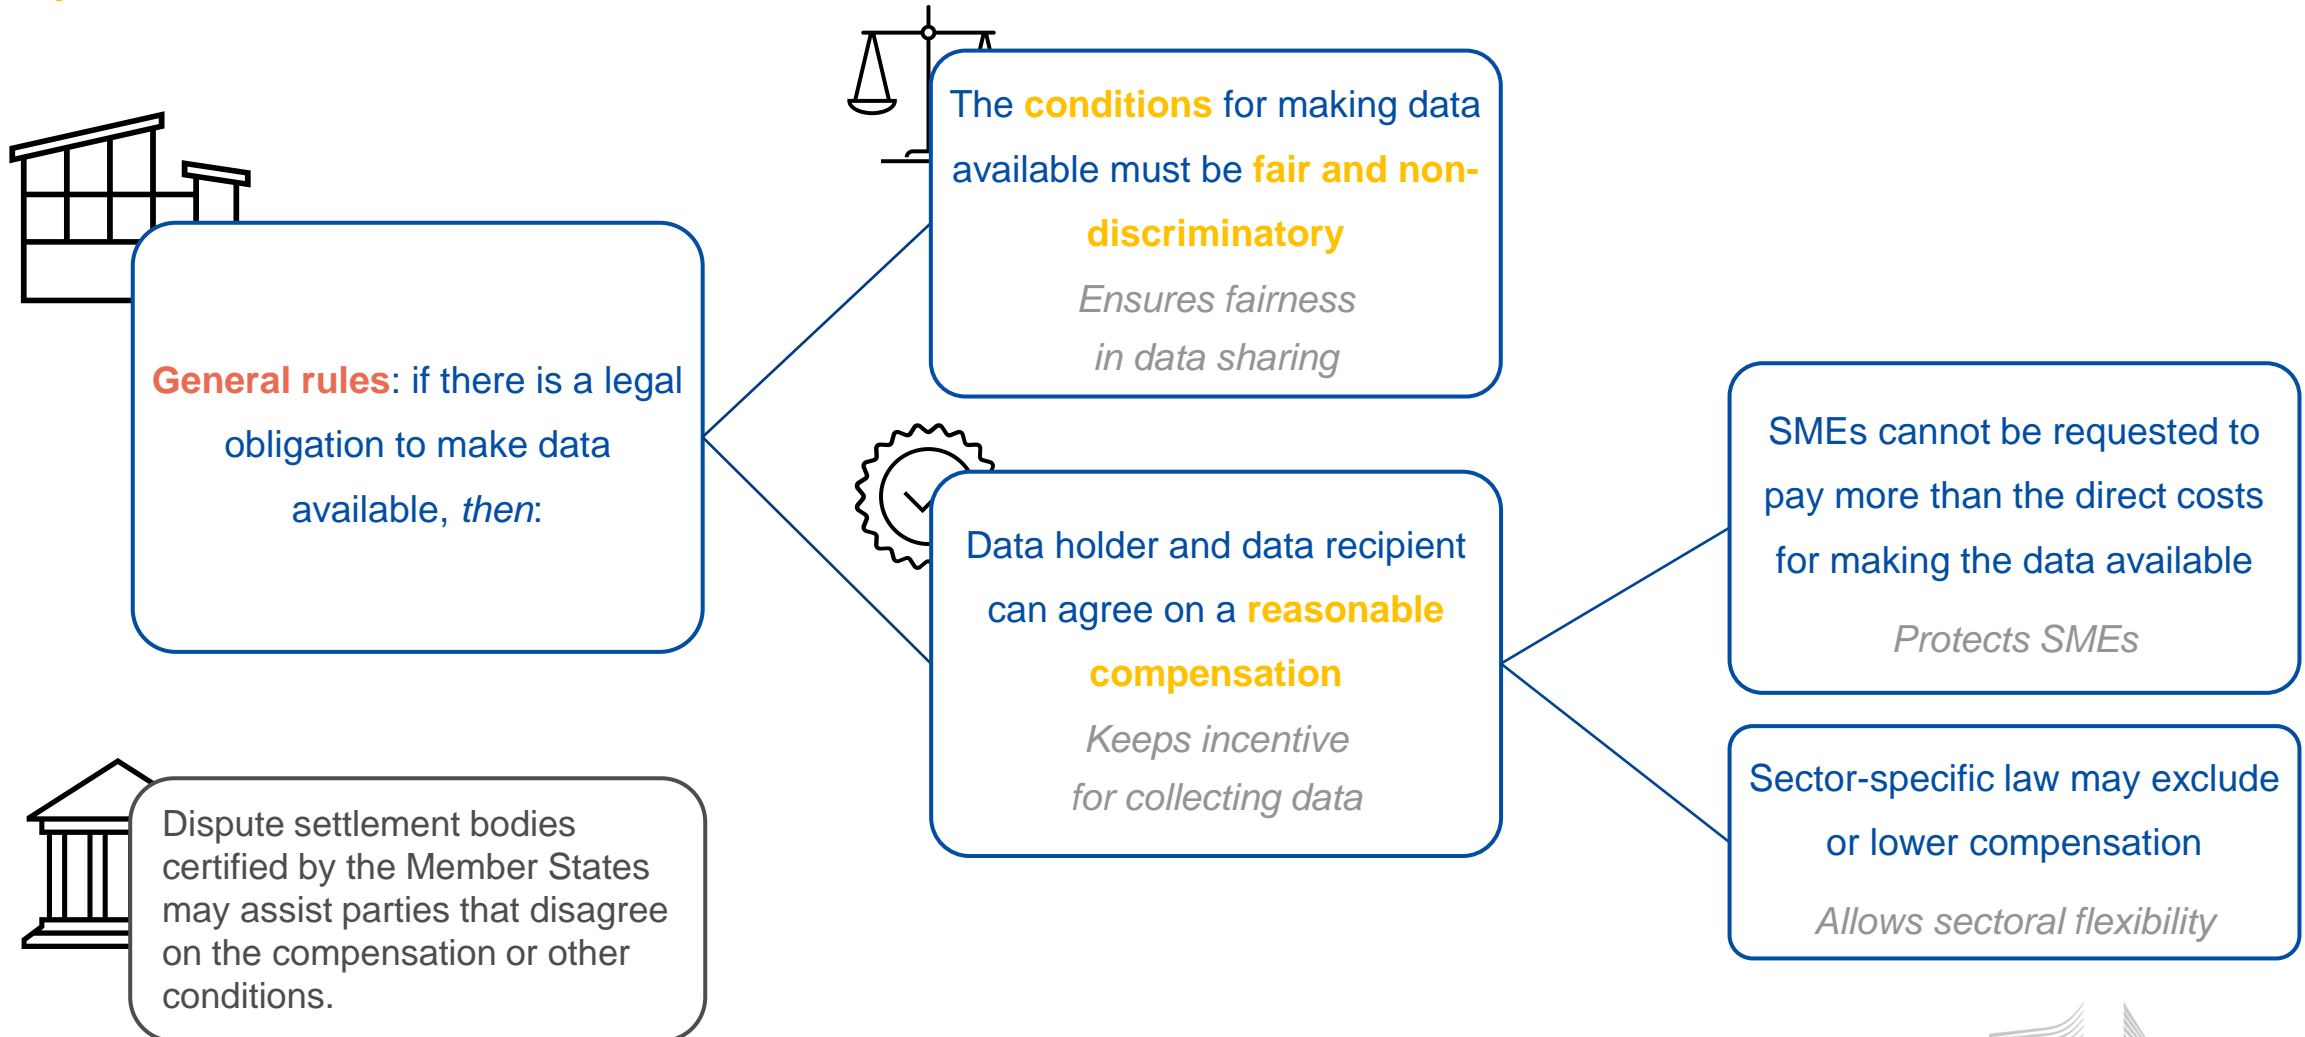 General rules: if there is a legal
obligation to make data
available, then:
The conditions for making data
available must be fair and non-
discriminatory
Ensures fairness
in data sharing
Data holder and data recipient
can agree on a reasonable
compensation
Keeps incentive
for collecting data
SMEs cannot be requested to
pay more than the direct costs
for making the data available
Protects SMEs
Sector-specific law may exclude
or lower compensation
Allows sectoral flexibility
Dispute settlement bodies
certified by the Member States
may assist parties that disagree
on the compensation or other
conditions.